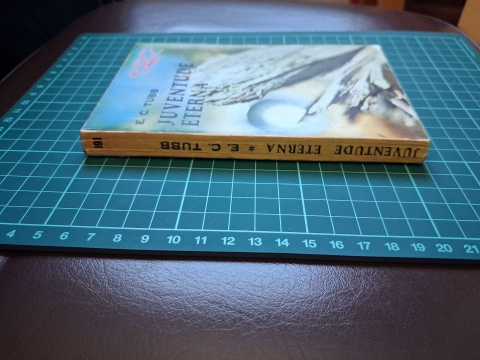 E. C. TUBB
JUVENTUDE
ETERNA
JUVENTUDE ETERNA * E. C. TUBB
191
4 5 6 7 8 9 10 11 12 13 14 15 16 17 18 19 20 21